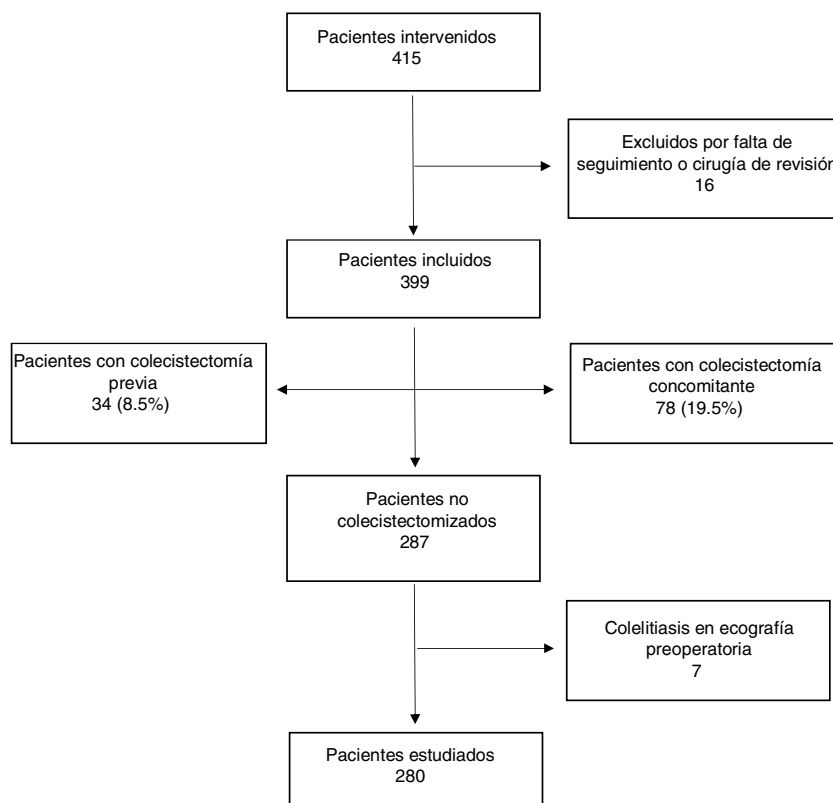 Pacientes intervenidos
415
Excluidos por falta de
seguimiento o cirugía de revisión
16
Pacientes incluidos
399
Pacientes con colecistectomía
previa
34 (8.5%)
Pacientes con colecistectomía
concomitante
78 (19.5%)
Pacientes no
colecistectomizados
287
Colelitiasis en ecografía
preoperatoria
7
Pacientes estudiados
280